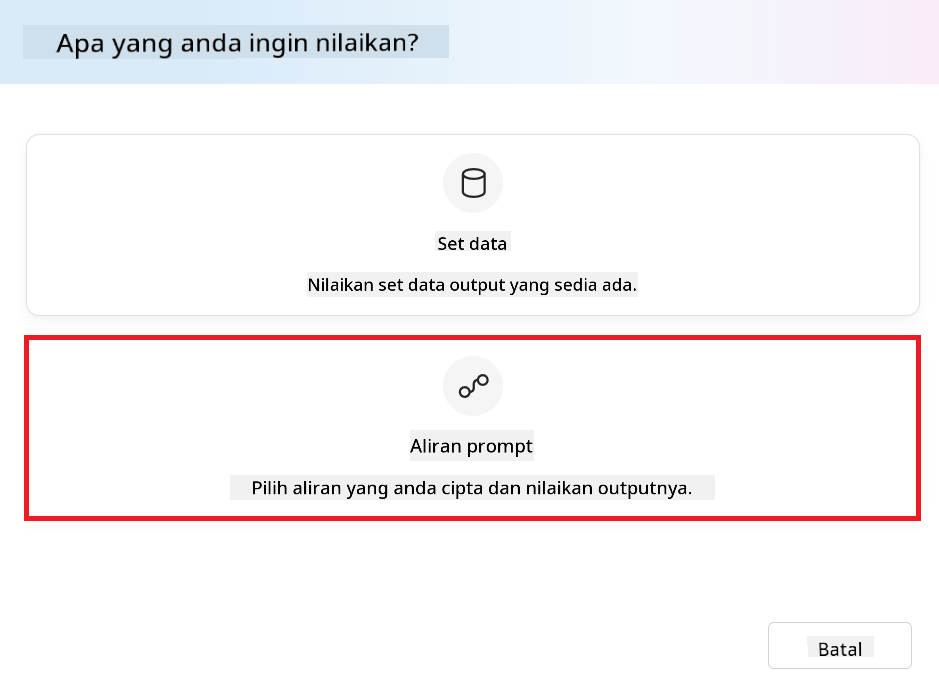 Apa yang anda ingin nilaikan?
Set data
Nilaikan set data output yang sedia ada.
Aliran prompt
Pilih aliran yang anda cipta dan nilaikan outputnya.
Batal